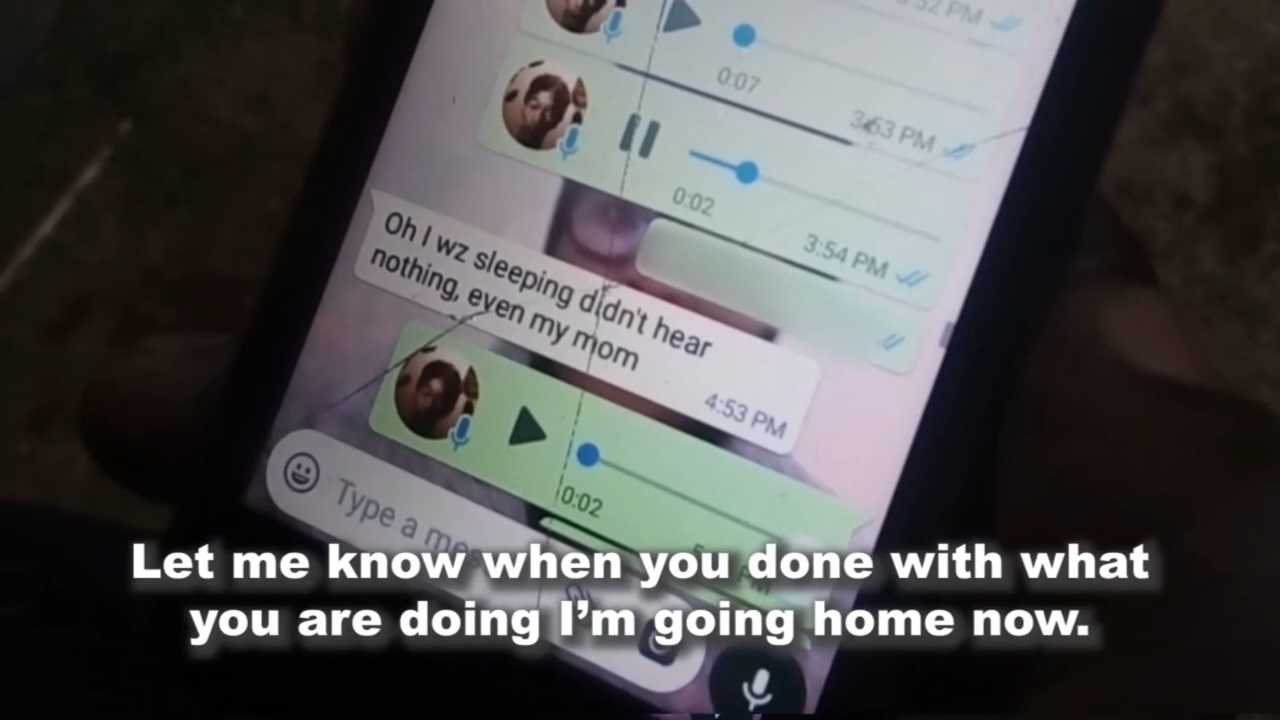 3:52 PM
0:07
3:53 PM
0:02
3:54 PM
Oh I wz sleeping didn't hear
nothing, even my mom
4:53 PM
0:02
Type a
PM
Let me know when you done with what
you are doing I’m going home now.